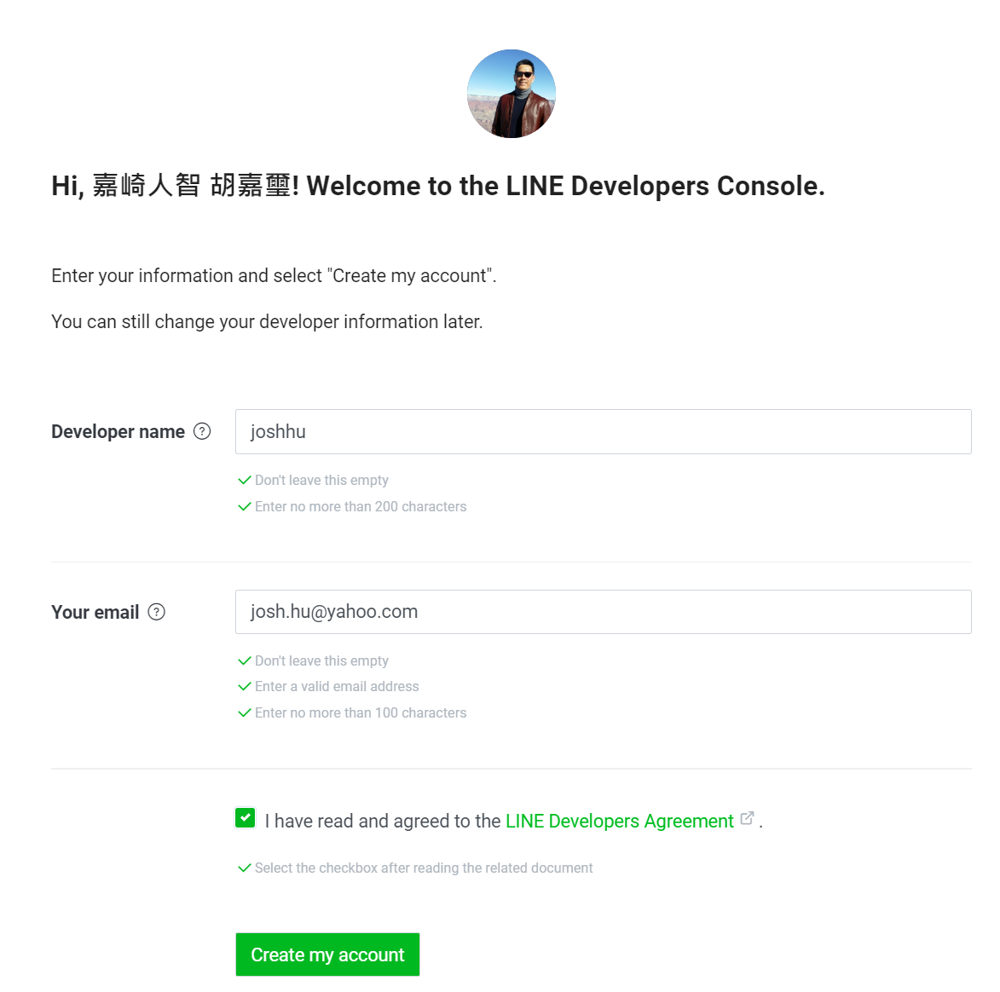 Hi, 嘉崎人智 胡嘉璽! Welcome to the LINE Developers Console.
Enter your information and select "Create my account".
You can still change your developer information later.
Developer name ? joshhu
Don't leave this empty
Enter no more than 200 characters
Your email ? josh.hu@yahoo.com
Don't leave this empty
Enter a valid email address
Enter no more than 100 characters
I have read and agreed to the LINE Developers Agreement .
Select the checkbox after reading the related document
Create my account